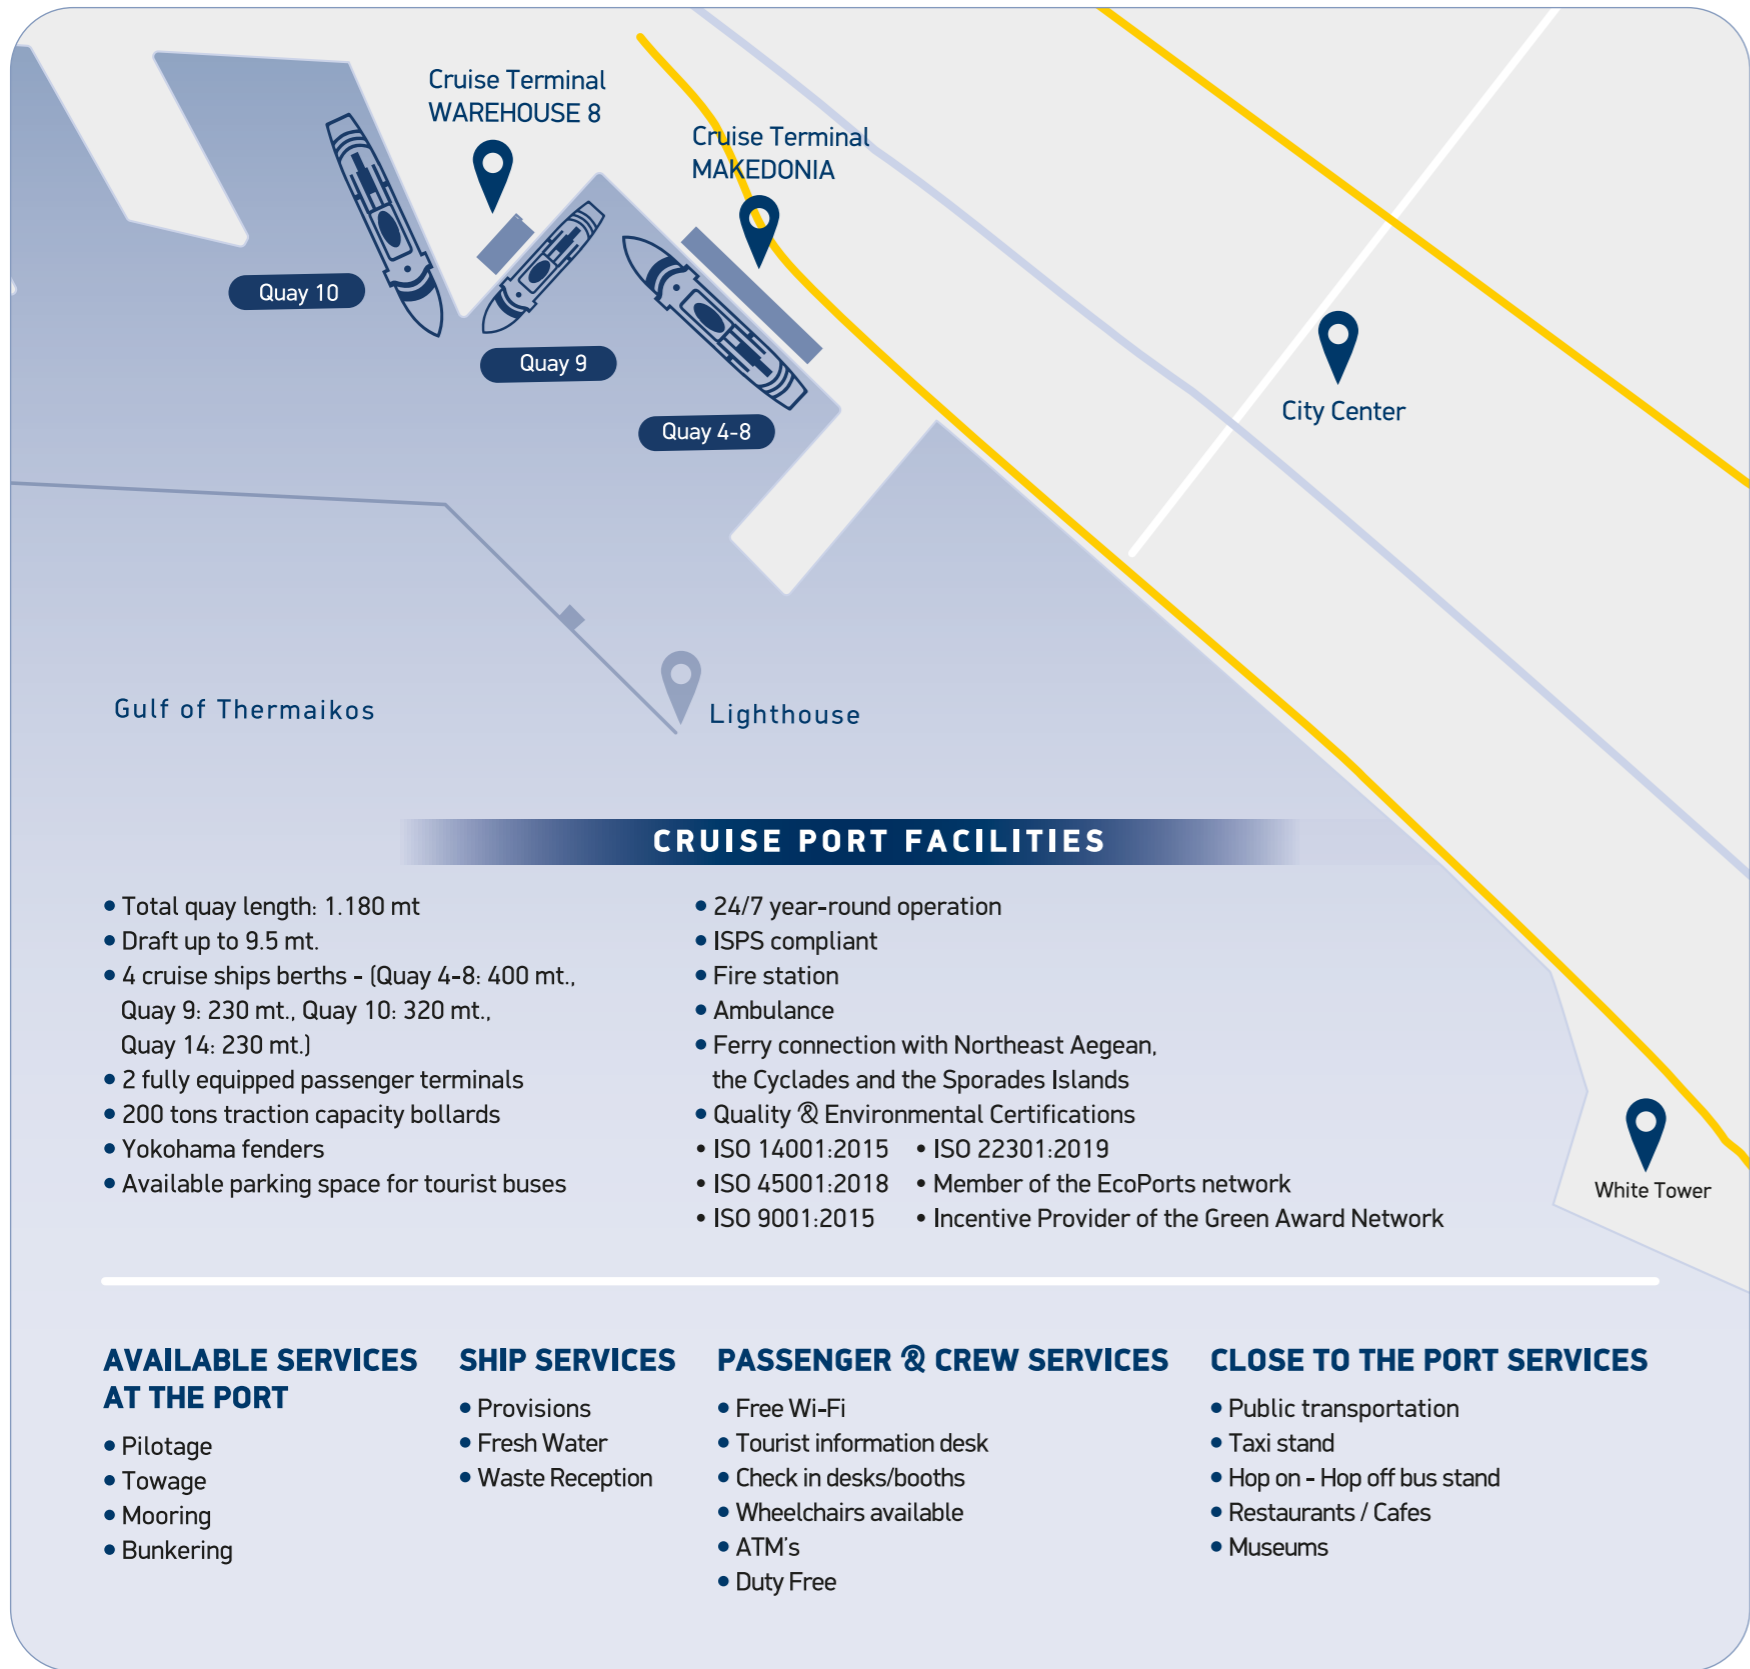 Cruise Terminal
WAREHOUSE 8
Cruise Terminal
MAKEDONIA
Quay 10
Quay 9
Quay 4-8
City Center
Gulf of Thermaikos
Lighthouse
White Tower
CRUISE PORT FACILITIES
• Total quay length: 1.180 mt
• Draft up to 9.5 mt.
• 4 cruise ships berths - (Quay 4-8: 400 mt.,
Quay 9: 230 mt., Quay 10: 320 mt.,
Quay 14: 230 mt.)
• 2 fully equipped passenger terminals
• 200 tons traction capacity bollards
• Yokohama fenders
• Available parking space for tourist buses
• 24/7 year-round operation
• ISPS compliant
• Fire station
• Ambulance
• Ferry connection with Northeast Aegean,
the Cyclades and the Sporades Islands
• Quality & Environmental Certifications
• ISO 14001:2015 • ISO 22301:2019
• ISO 45001:2018 • Member of the EcoPorts network
• ISO 9001:2015 • Incentive Provider of the Green Award Network
AVAILABLE SERVICES
AT THE PORT
• Pilotage
• Towage
• Mooring
• Bunkering
SHIP SERVICES
• Provisions
• Fresh Water
• Waste Reception
PASSENGER & CREW SERVICES
• Free Wi-Fi
• Tourist information desk
• Check in desks/booths
• Wheelchairs available
• ATM's
• Duty Free
CLOSE TO THE PORT SERVICES
• Public transportation
• Taxi stand
• Hop on - Hop off bus stand
• Restaurants / Cafes
• Museums